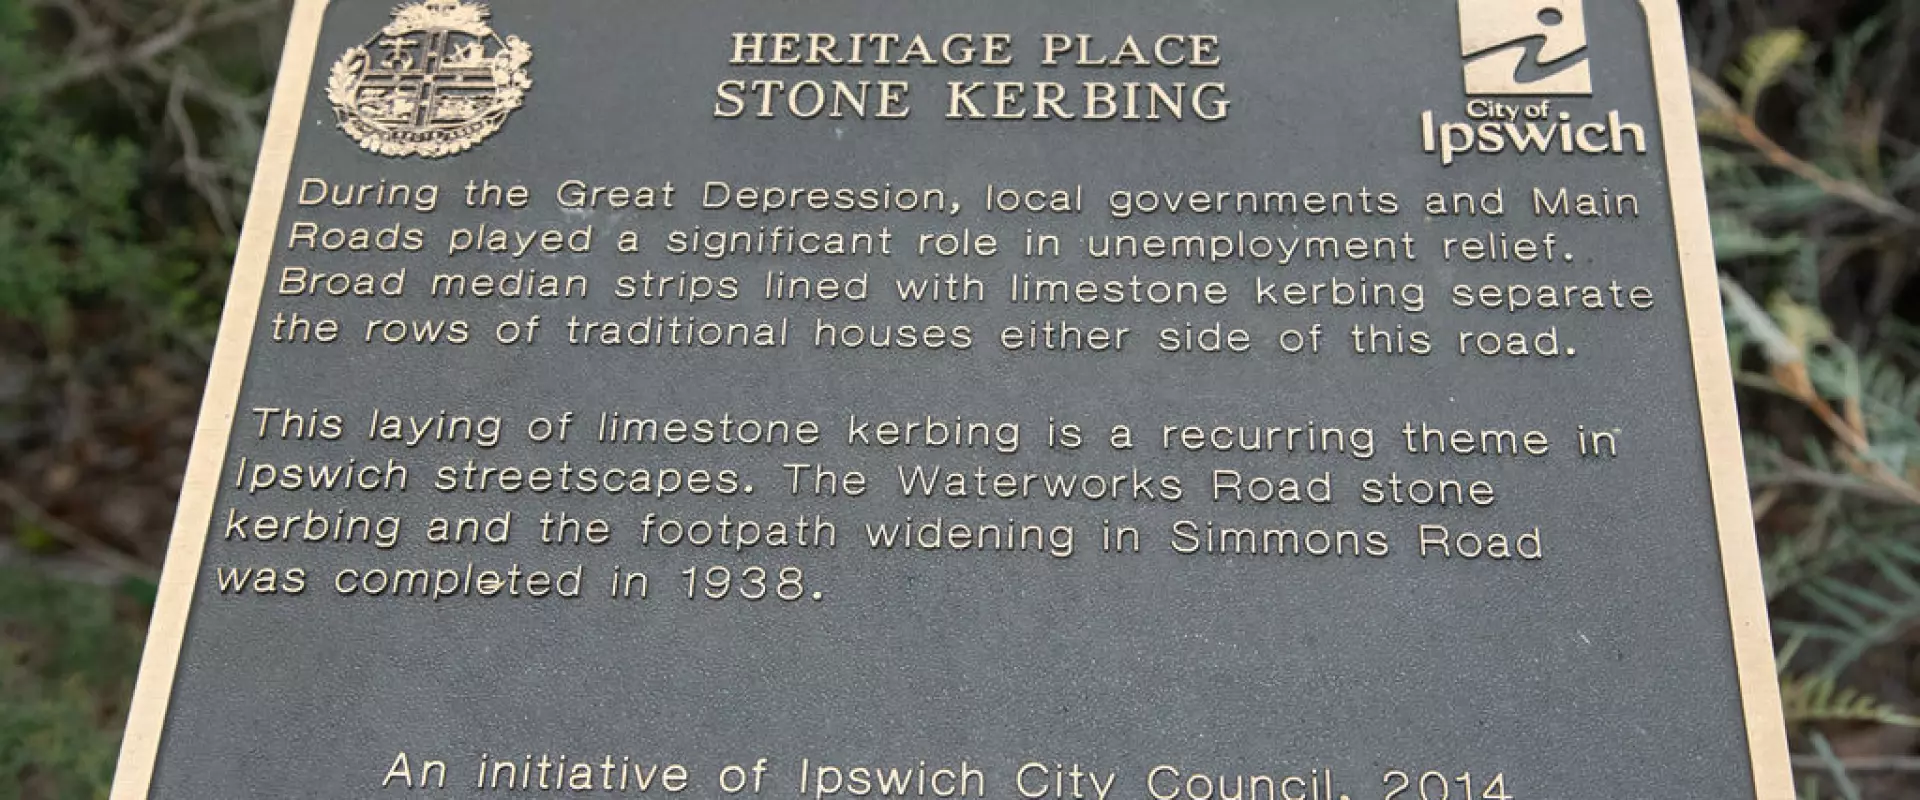 HERITAGE PLACE
STONE KERBING
City of
Ipswich
During the Great Depression, local governments and Main
Roads played a significant role in unemployment relief.
Broad median strips lined with limestone kerbing separate
the rows of traditional houses either side of this road.
This laying of limestone kerbing is a recurring theme in
Ipswich streetscapes. The Waterworks Road stone
kerbing and the footpath widening in Simmons Road
was completed in 1938.
An initiative of Ipswich City Council, 2014